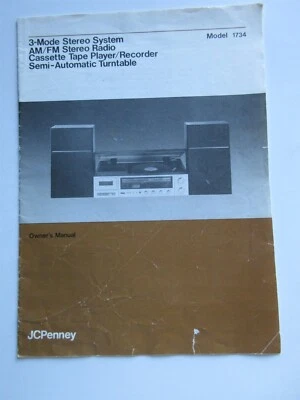 3-Mode Stereo System
Model 1734
AM/FM Stereo Radio
Cassette Tape Player/Recorder
Semi-Automatic Turntable
Owner's Manual
JCPenney